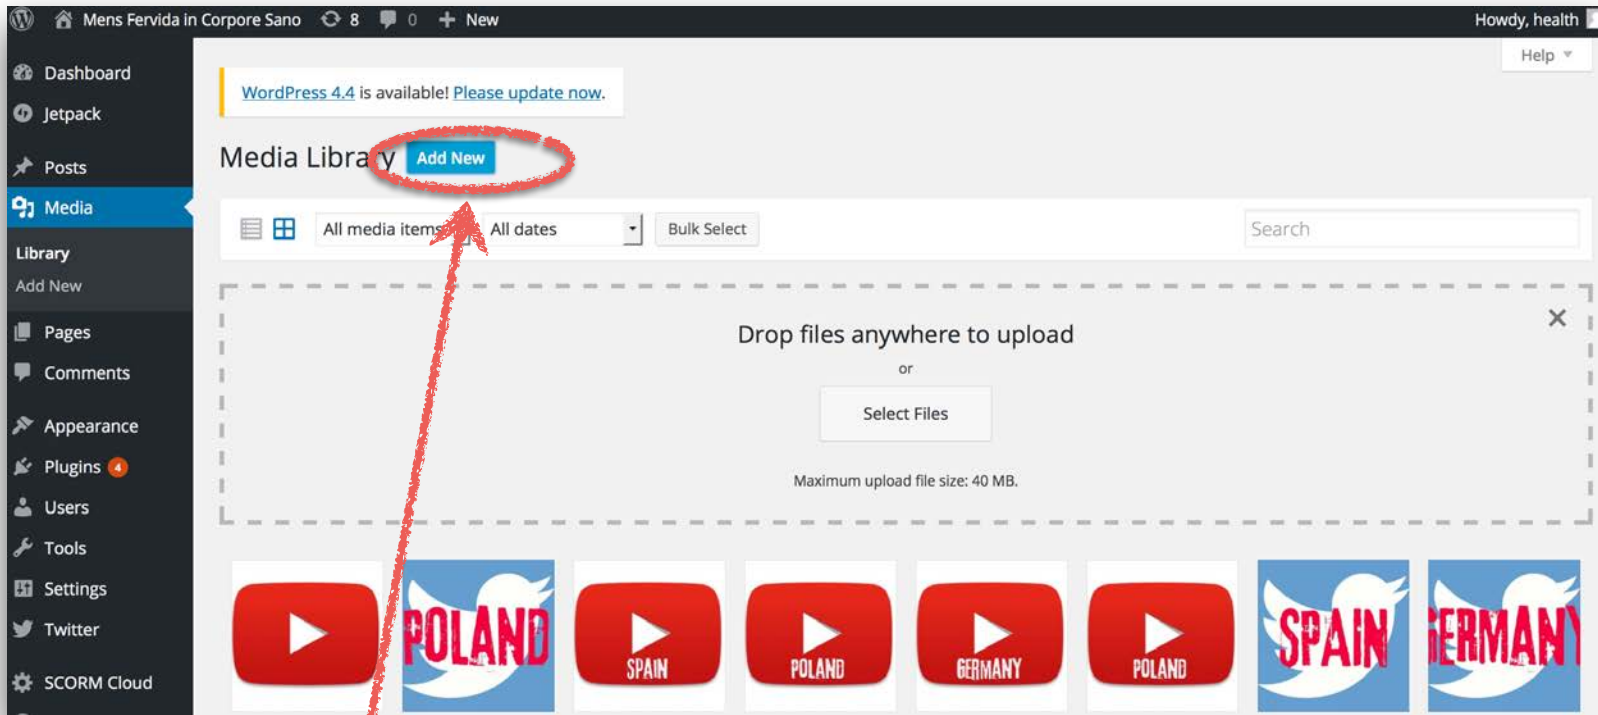 Mens Fervida in Corpore Sano 8 0 + New Howdy, health
Help
Dashboard
Jetpack
Posts
Media
Library
Add New
Pages
Comments
Appearance
Plugins 4
Users
Tools
Settings
Twitter
SCORM Cloud
WordPress 4.4 is available! Please update now.
Media Library Add New
All media items All dates Bulk Select Search
Drop files anywhere to upload
or
Select Files
Maximum upload file size: 40 MB.
POLAND SPAIN POLAND GERMANY POLAND SPAIN GERMANY